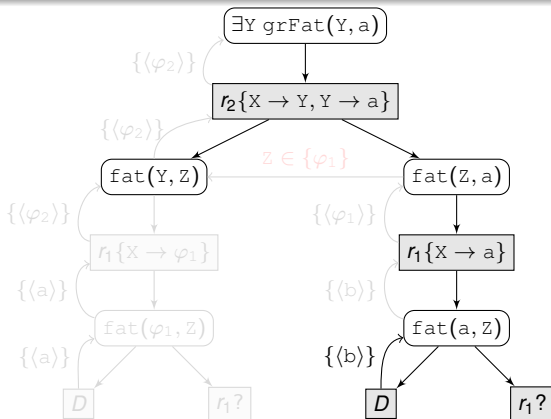 ∃Y grFat(Y,a)
{⟨φ₂⟩}
r₂{X → Y, Y → a}
{⟨φ₂⟩}
fat(Y,Z)
Z ∈ {φ₁}
fat(Z,a)
{⟨φ₂⟩}
{⟨φ₁⟩}
r₁{X → φ₁}
r₁{X → a}
{⟨a⟩}
{⟨b⟩}
fat(φ₁,Z)
fat(a,Z)
{⟨a⟩}
{⟨b⟩}
D
r₁?
D
r₁?